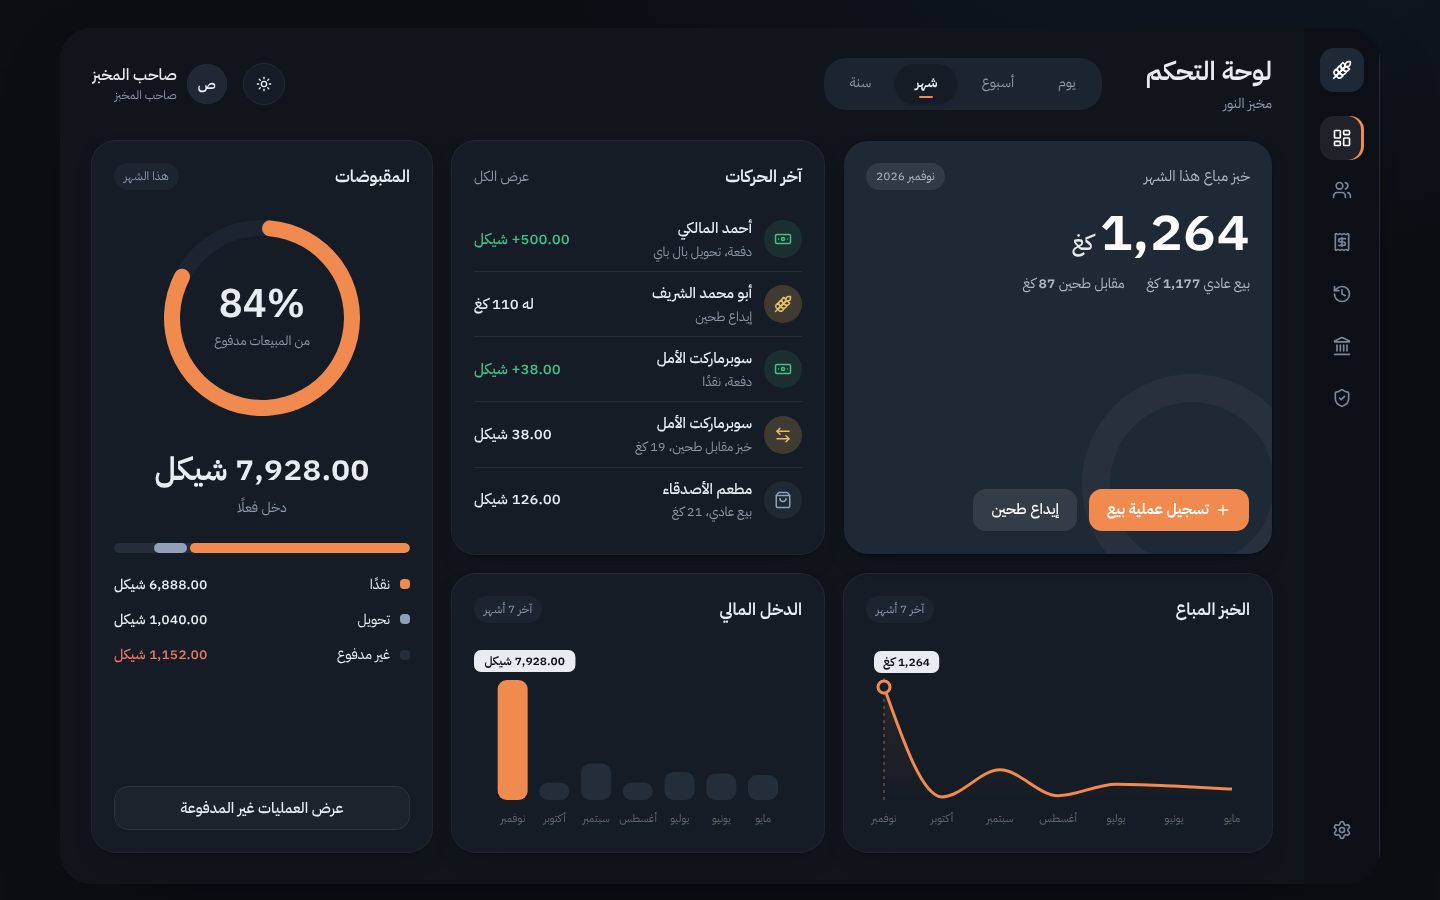 لوحة التحكم
مخبز النور
يوم
أسبوع
شهر
سنة
ص
صاحب المخبز
صاحب المخبز
خبز مباع هذا الشهر
نوفمبر 2026
1,264 كغ
بيع عادي 1,177 كغ
مقابل طحين 87 كغ
+ تسجيل عملية بيع
إيداع طحين
آخر الحركات
عرض الكل
أحمد المالكي
دفعة، تحويل بال باي
+500.00 شيكل
أبو محمد الشريف
إيداع طحين
له 110 كغ
سوبرماركت الأمل
دفعة، نقدًا
+38.00 شيكل
سوبرماركت الأمل
خبز مقابل طحين، 19 كغ
38.00 شيكل
مطعم الأصدقاء
بيع عادي، 21 كغ
126.00 شيكل
المقبوضات
هذا الشهر
84%
من المبيعات مدفوع
7,928.00 شيكل
دخل فعلًا
نقدًا
6,888.00 شيكل
تحويل
1,040.00 شيكل
غير مدفوع
1,152.00 شيكل
عرض العمليات غير المدفوعة
الخبز المباع
آخر 7 أشهر
1,264 كغ
مايو
يونيو
يوليو
أغسطس
سبتمبر
أكتوبر
نوفمبر
الدخل المالي
آخر 7 أشهر
7,928.00 شيكل
مايو
يونيو
يوليو
أغسطس
سبتمبر
أكتوبر
نوفمبر